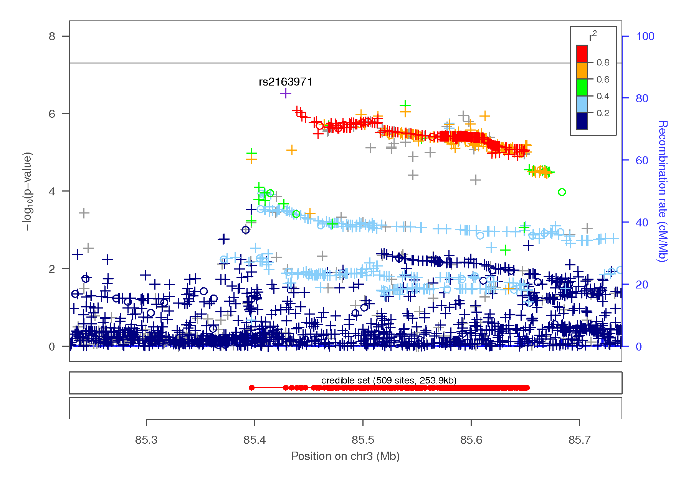 r2
0.8
0.6
0.4
0.2
rs2163971
8
6
4
2
0
−log10(p−value)
100
80
60
40
20
0
Recombination rate (cM/Mb)
credible set (509 sites, 253.9kb)
85.3 85.4 85.5 85.6 85.7
Position on chr3 (Mb)